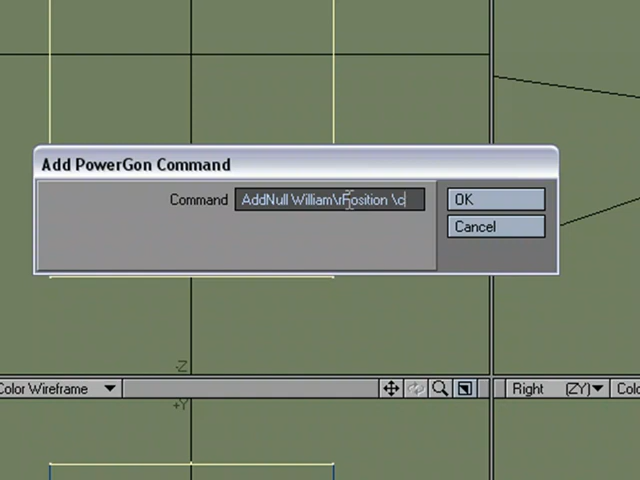 Add PowerGon Command
Command AddNull William\rPosition \c OK
Cancel
-Z
Color Wireframe Right (ZY) Colo
+Y